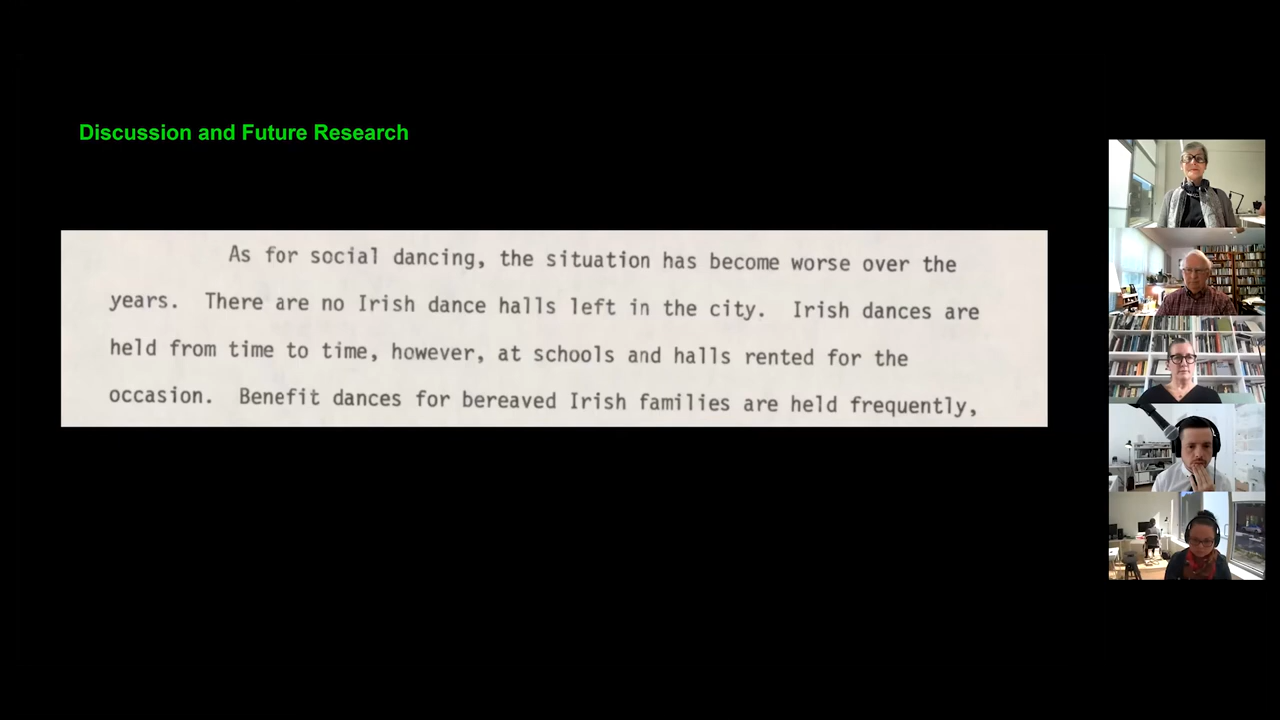 Discussion and Future Research
As for social dancing, the situation has become worse over the
years. There are no Irish dance halls left in the city. Irish dances are
held from time to time, however, at schools and halls rented for the
occasion. Benefit dances for bereaved Irish families are held frequently,